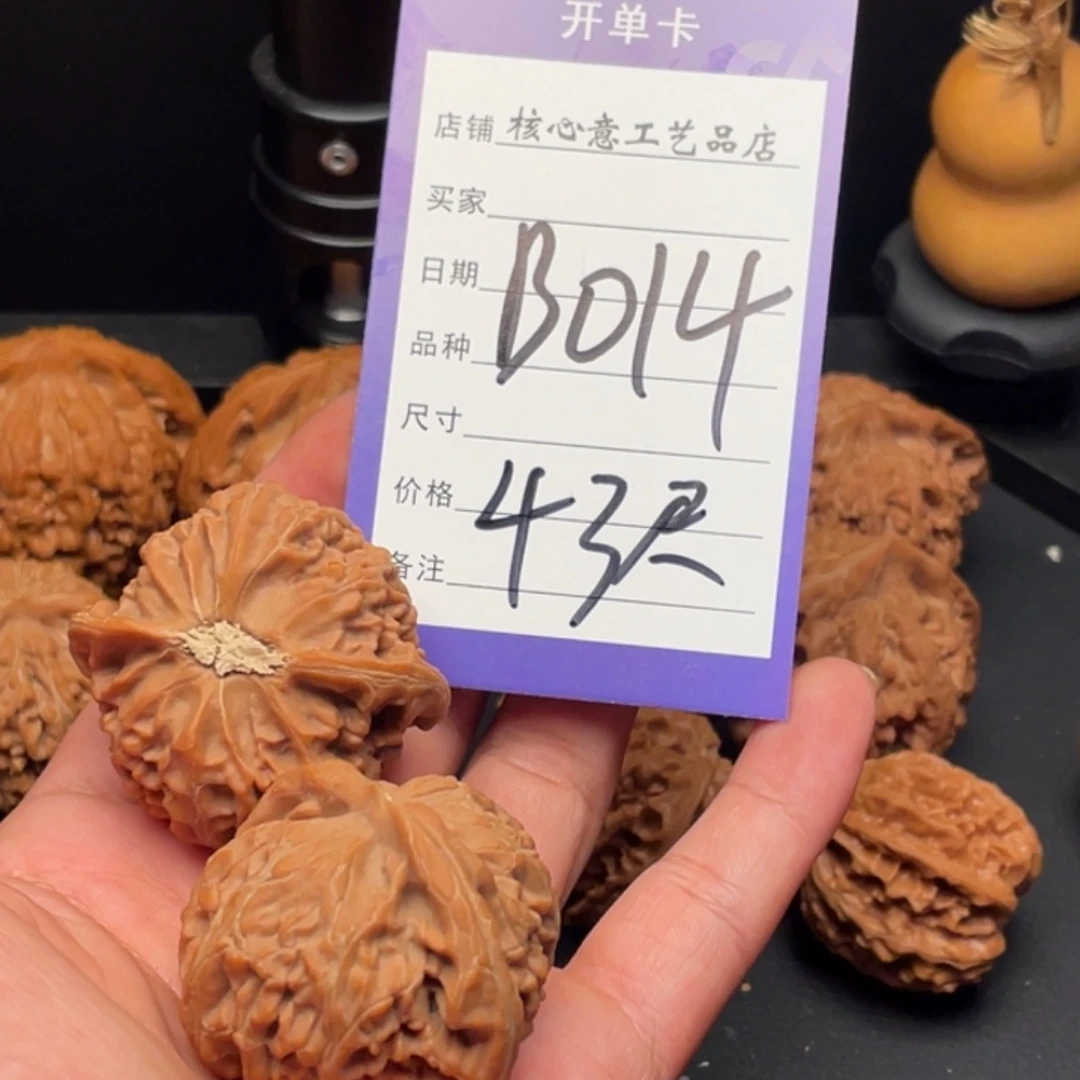 开单卡
店铺 核心意工艺品店
买家
日期
B014
品种
尺寸
价格 43
备注